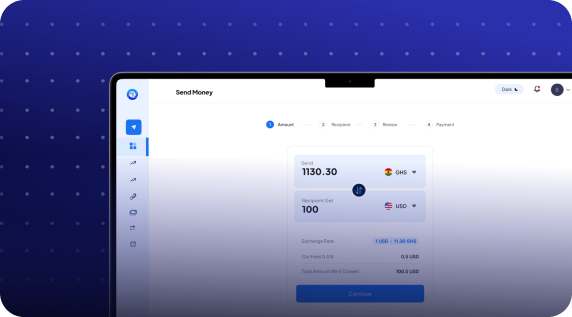 Send Money
Dark
1 Amount
2 Recipient
3 Review
4 Payment
Send
1130.30
GHS
Recipient Get
100
USD
Exchange Rate
1 USD = 11.30 GHS
Our Fees 0.5%
0.5 USD
Total Amount We'll Convert
100.5 USD
Continue